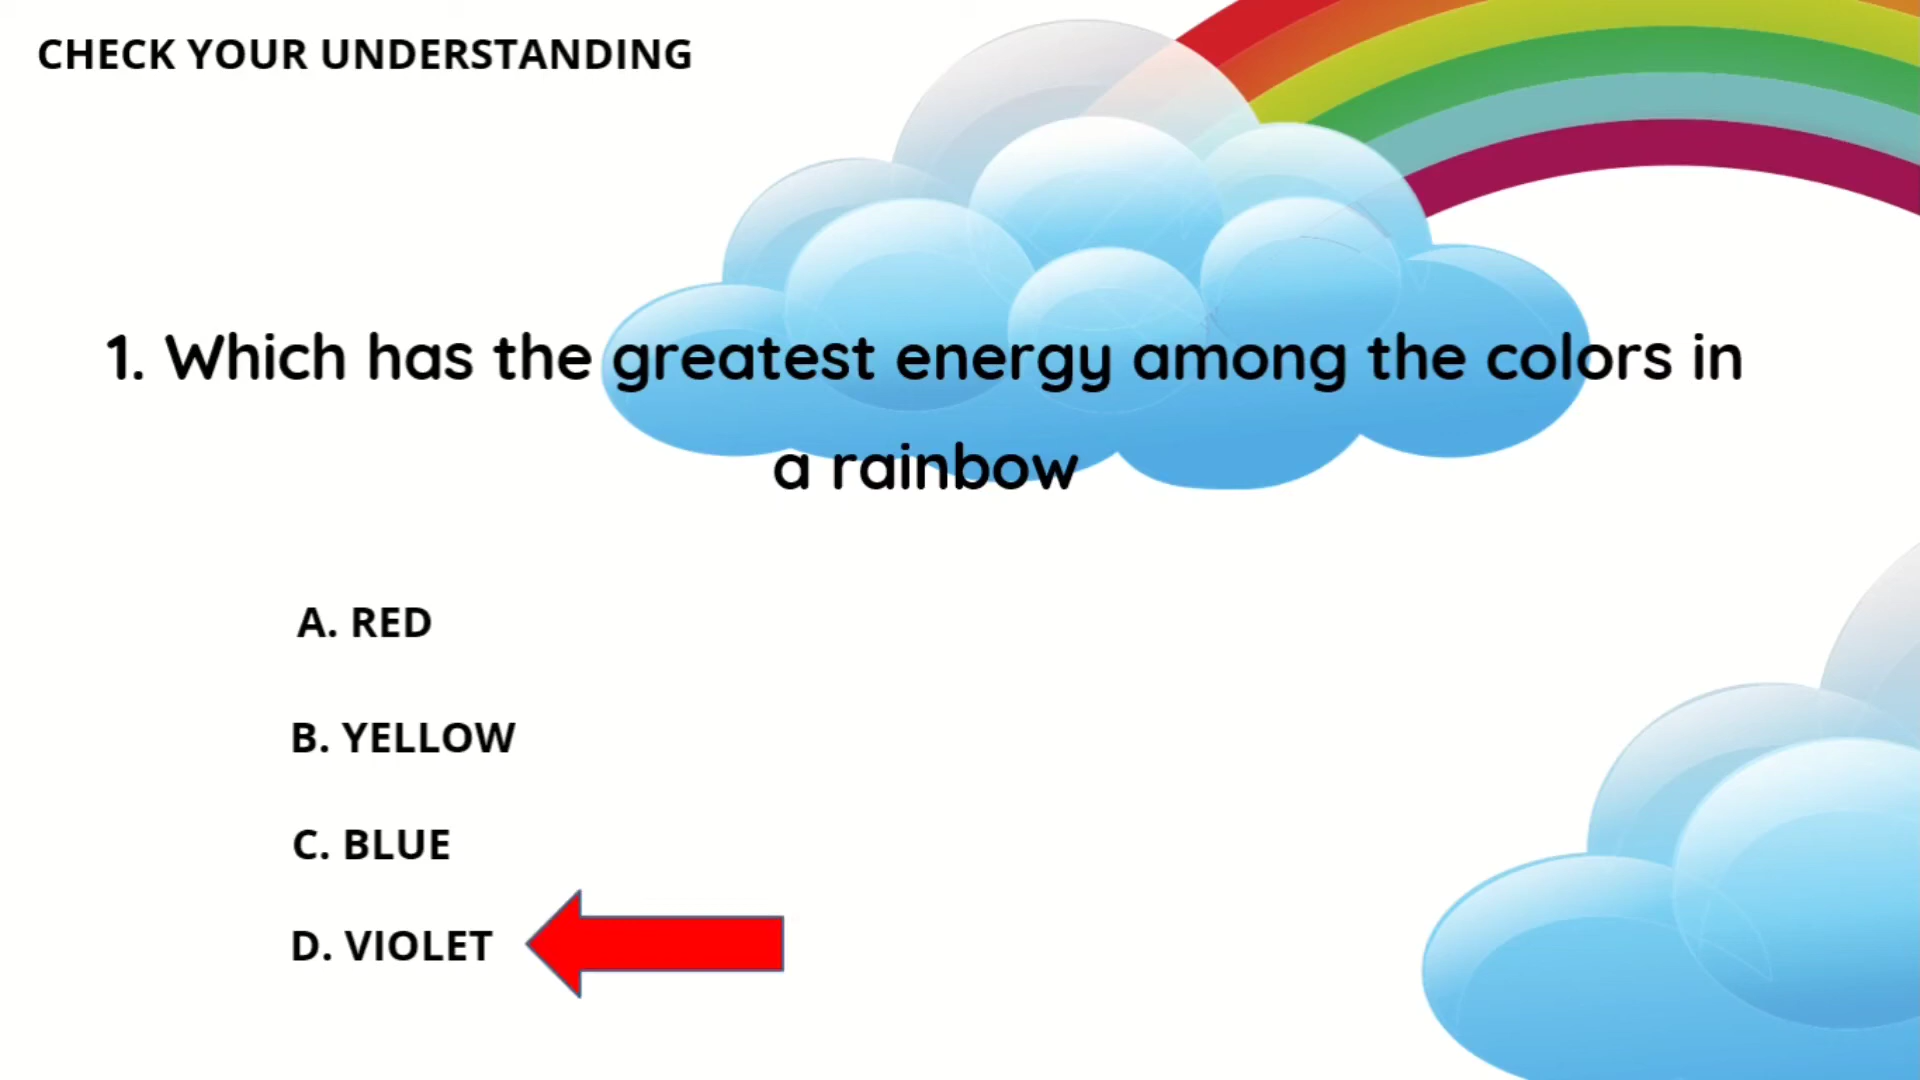 CHECK YOUR UNDERSTANDING
1. Which has the greatest energy among the colors in
a rainbow
A. RED
B. YELLOW
C. BLUE
D. VIOLET